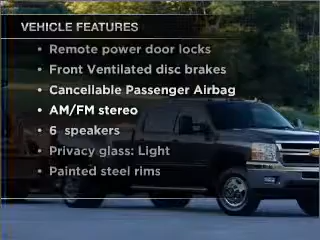 VEHICLE FEATURES
• Remote power door locks
• Front Ventilated disc brakes
• Cancellable Passenger Airbag
• AM/FM stereo
• 6 speakers
• Privacy glass: Light
• Painted steel rims